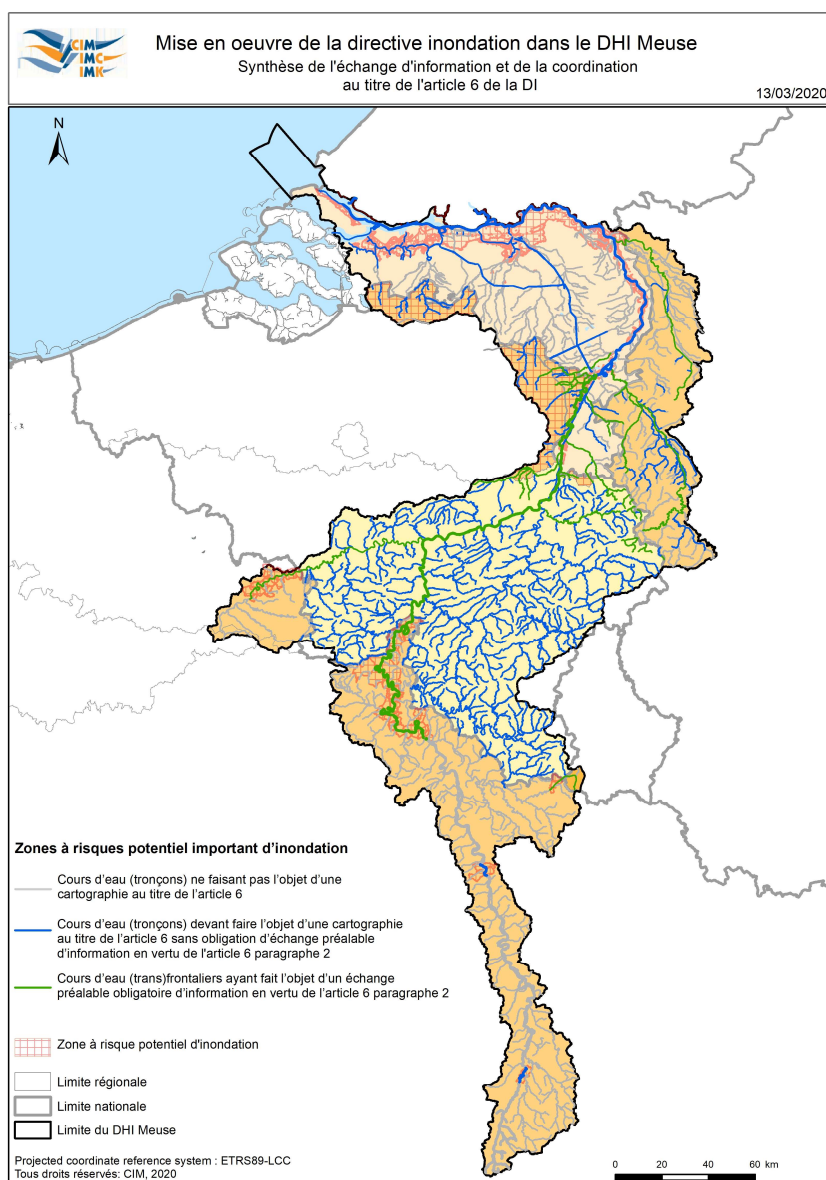 CIM
IMC
IMK
Mise en oeuvre de la directive inondation dans le DHI Meuse
Synthèse de l'échange d'information et de la coordination
au titre de l'article 6 de la DI
13/03/2020
N
Zones à risques potentiel important d’inondation
Cours d’eau (tronçons) ne faisant pas l’objet d’une
cartographie au titre de l’article 6
Cours d’eau (tronçons) devant faire l’objet d’une cartographie
au titre de l’article 6 sans obligation d’échange préalable
d’information en vertu de l'article 6 paragraphe 2
Cours d’eau (trans)frontaliers ayant fait l’objet d’un échange
préalable obligatoire d’information en vertu de l’article 6 paragraphe 2
Zone à risque potentiel d'inondation
Limite régionale
Limite nationale
Limite du DHI Meuse
Projected coordinate reference system : ETRS89-LCC
Tous droits réservés: CIM, 2020
0 20 40 60 km